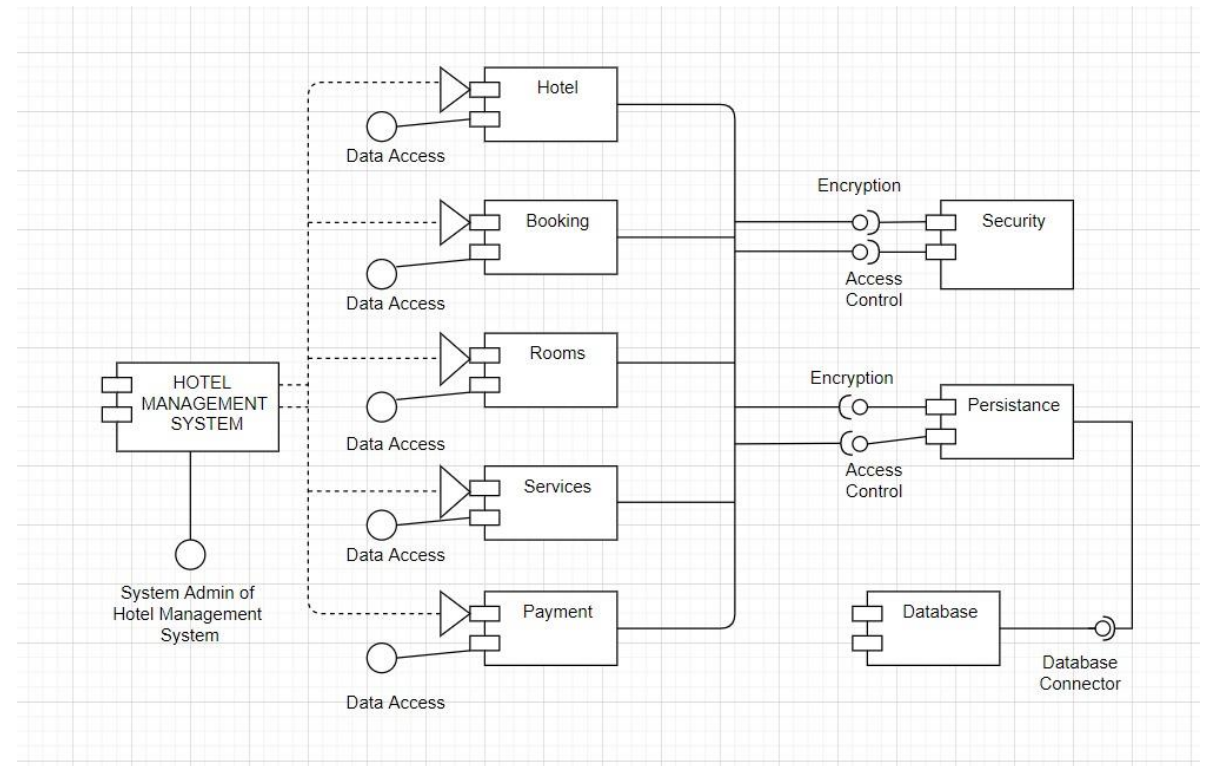 Hotel
Data Access
Booking
Data Access
Rooms
Data Access
Services
Data Access
Payment
Data Access
HOTEL
MANAGEMENT
SYSTEM
System Admin of
Hotel Management
System
Encryption
Security
Access
Control
Encryption
Persistance
Access
Control
Database
Database
Connector